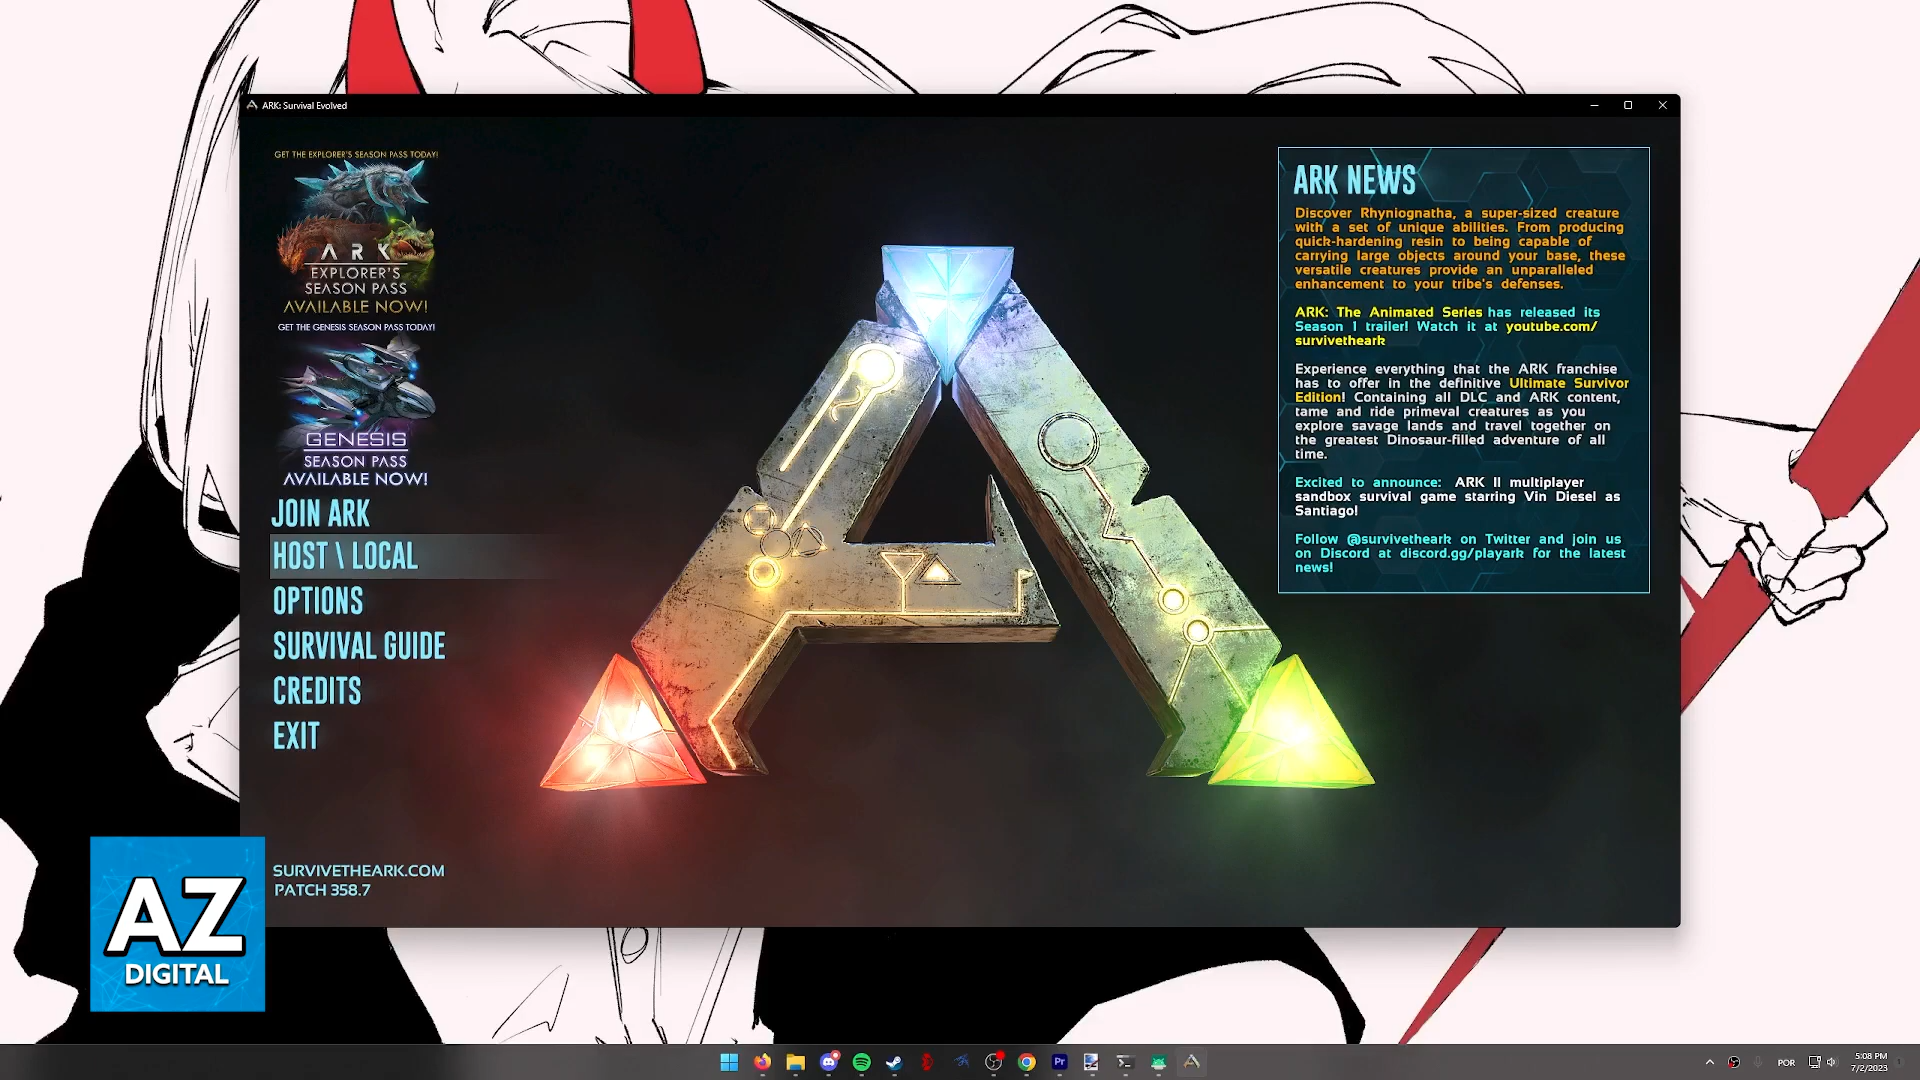 ARK: Survival Evolved
GET THE EXPLORER'S SEASON PASS TODAY!
ARK
EXPLORER'S
SEASON PASS
AVAILABLE NOW!
GET THE GENESIS SEASON PASS TODAY!
GENESIS
SEASON PASS
AVAILABLE NOW!
JOIN ARK
HOST \ LOCAL
OPTIONS
SURVIVAL GUIDE
CREDITS
EXIT
SURVIVETHEARK.COM
PATCH 358.7
ARK NEWS
Discover Rhyniognatha, a super-sized creature
with a set of unique abilities. From producing
quick-hardening resin to being capable of
carrying large objects around your base, these
versatile creatures provide an unparalleled
enhancement to your tribe's defenses.
ARK: The Animated Series has released its
Season 1 trailer! Watch it at youtube.com/
survivetheark
Experience everything that the ARK franchise
has to offer in the definitive Ultimate Survivor
Edition! Containing all DLC and ARK content,
tame and ride primeval creatures as you
explore savage lands and travel together on
the greatest Dinosaur-filled adventure of all
time.
Excited to announce: ARK II multiplayer
sandbox survival game starring Vin Diesel as
Santiago!
Follow @survivetheark on Twitter and join us
on Discord at discord.gg/playark for the latest
news!
AZ
DIGITAL
Pr
POR
5:08 PM
7/2/2023